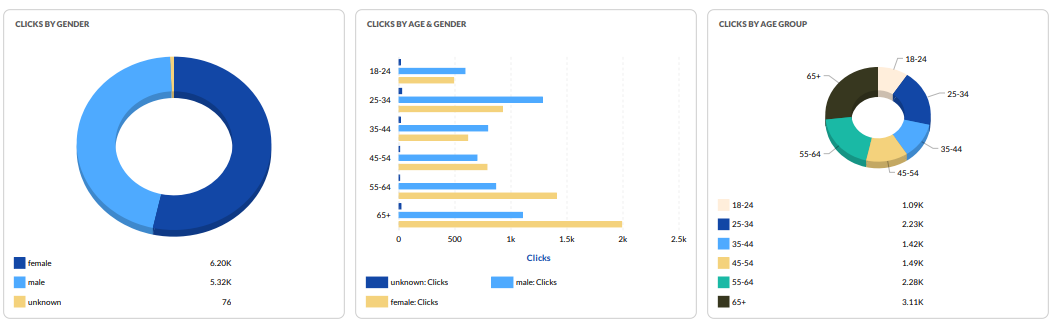 CLICKS BY GENDER
female 6.20K
male 5.32K
unknown 76
CLICKS BY AGE & GENDER
18-24
25-34
35-44
45-54
55-64
65+
0 500 1k 1.5k 2k 2.5k
Clicks
unknown: Clicks male: Clicks
female: Clicks
CLICKS BY AGE GROUP
18-24
65+
25-34
35-44
55-64
45-54
18-24 1.09K
25-34 2.23K
35-44 1.42K
45-54 1.49K
55-64 2.28K
65+ 3.11K